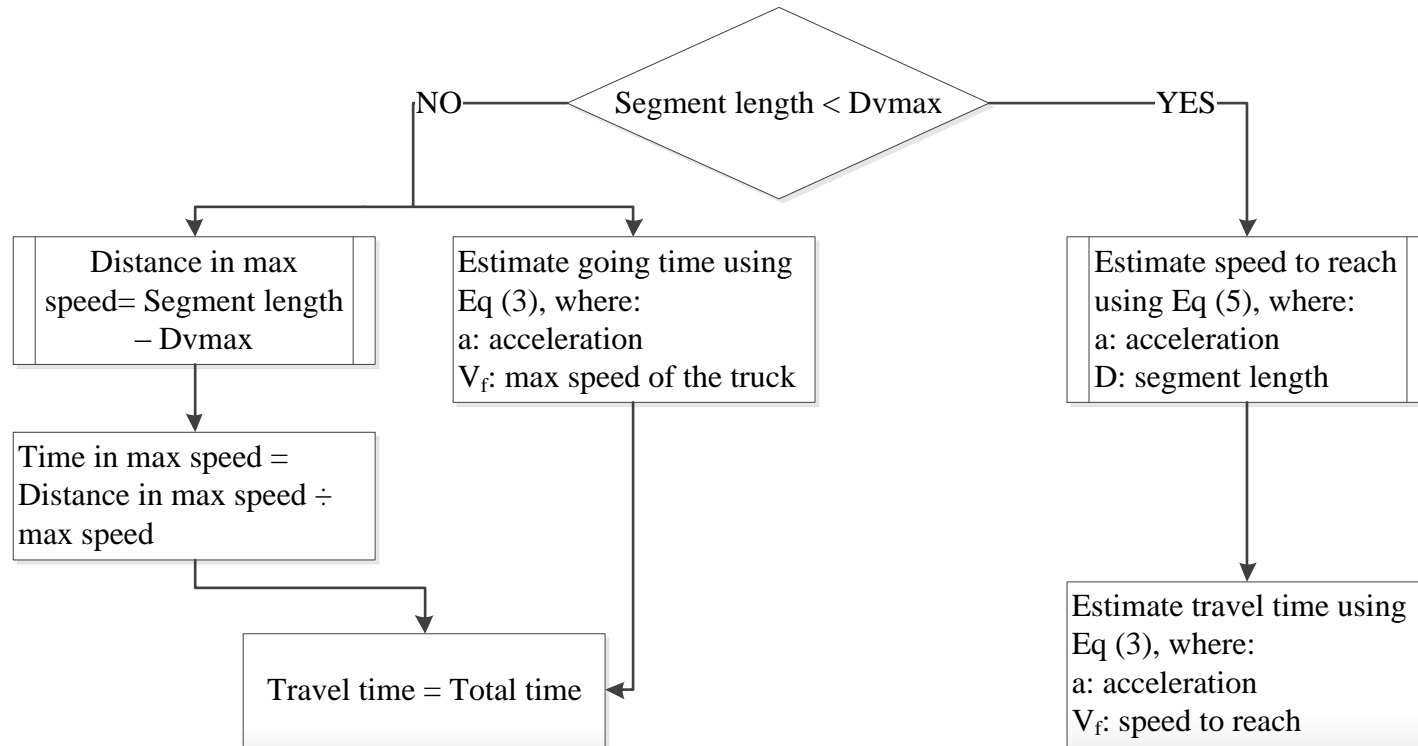 Segment length < Dvmax
NO
YES
Distance in max
speed= Segment length
– Dvmax
Estimate going time using
Eq (3), where:
a: acceleration
V_f: max speed of the truck
Estimate speed to reach
using Eq (5), where:
a: acceleration
D: segment length
Time in max speed =
Distance in max speed ÷
max speed
Travel time = Total time
Estimate travel time using
Eq (3), where:
a: acceleration
V_f: speed to reach